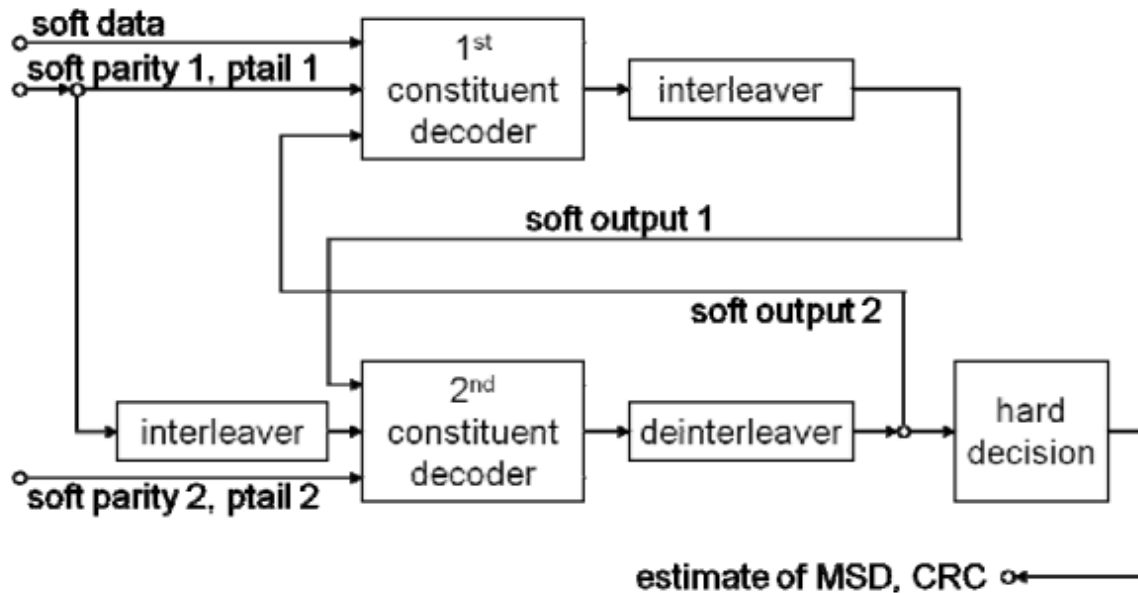 soft data
soft parity 1, ptail 1
1st
constituent
decoder
interleaver
soft output 1
soft output 2
interleaver
2nd
constituent
decoder
deinterleaver
hard
decision
soft parity 2, ptail 2
estimate of MSD, CRC